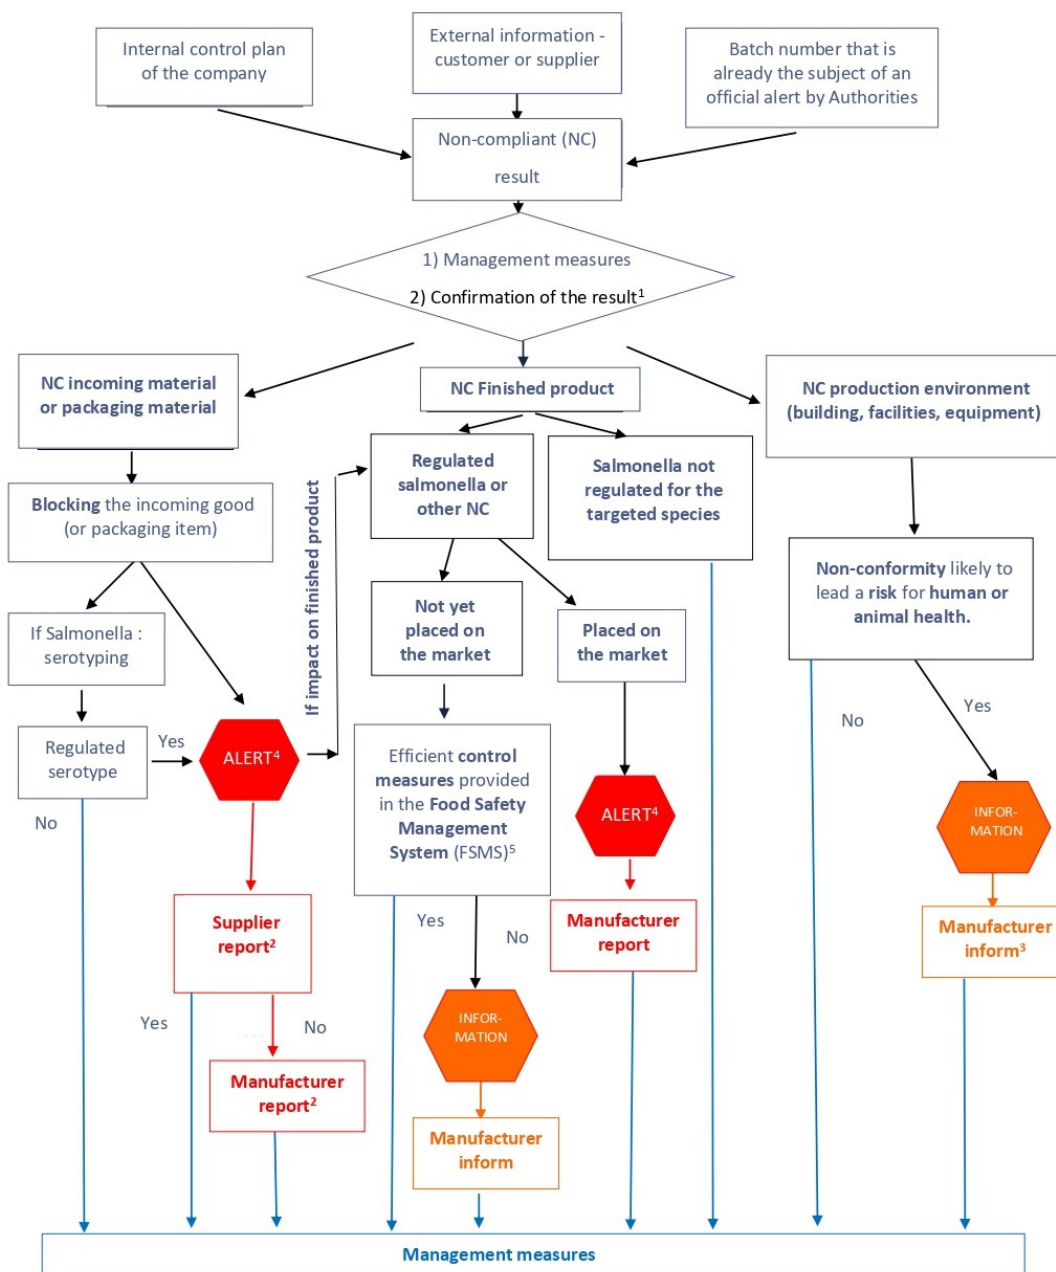 Internal control plan
of the company
External information -
customer or supplier
Batch number that is
already the subject of an
official alert by Authorities
Non-compliant (NC)
result
1) Management measures
2) Confirmation of the result¹
NC incoming material
or packaging material
NC Finished product
NC production environment
(building, facilities, equipment)
Blocking the incoming good
(or packaging item)
If impact on finished product
Regulated
salmonella or
other NC
Salmonella not
regulated for the
targeted species
Non-conformity likely to
lead a risk for human or
animal health.
If Salmonella :
serotyping
Not yet
placed on
the market
Placed on
the market
Regulated
serotype
Yes
ALERT⁴
No
Efficient control
measures provided
in the Food Safety
Management
System (FSMS)⁵
ALERT⁴
No
Yes
INFOR-
MATION
Supplier
report²
Yes
No
Manufacturer
report
Manufacturer
inform³
Yes
No
INFOR-
MATION
Manufacturer
report²
Manufacturer
inform
Management measures